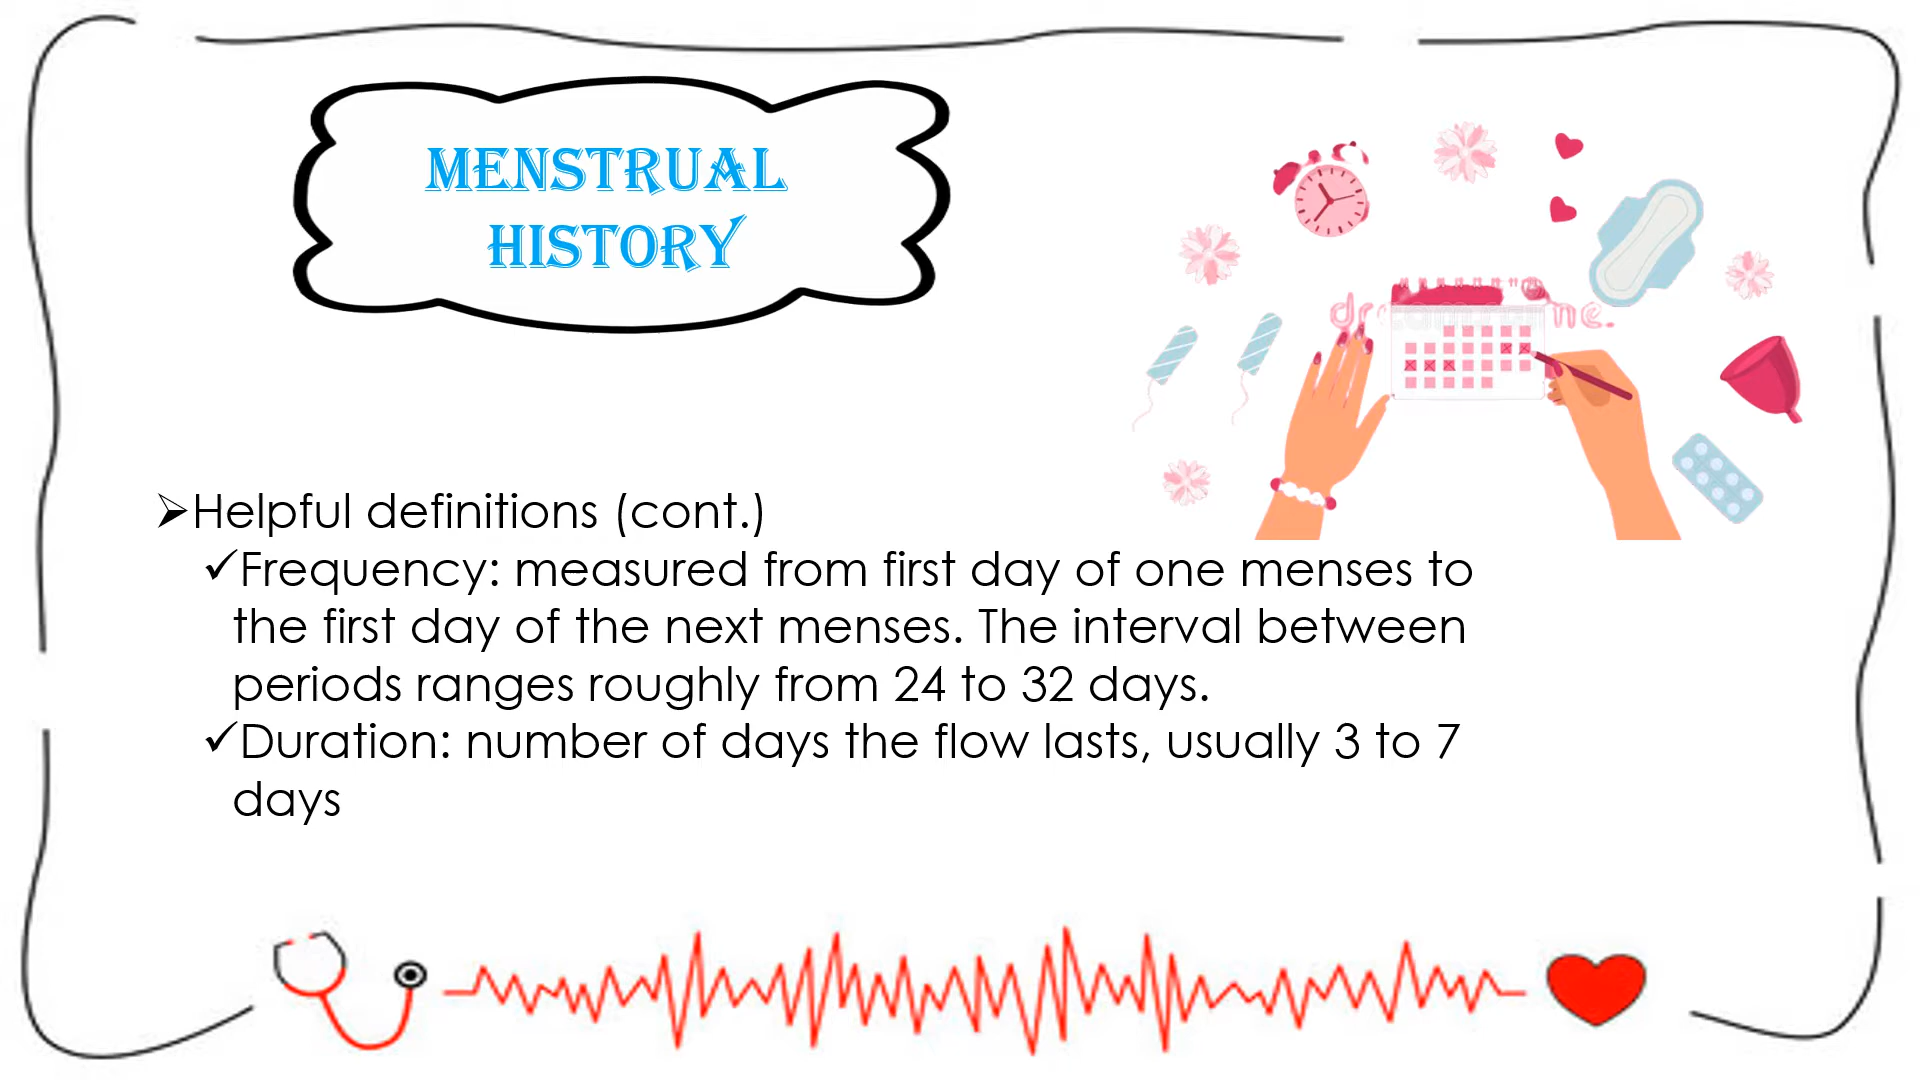 MENSTRUAL
HISTORY
➢Helpful definitions (cont.)
✓Frequency: measured from first day of one menses to
the first day of the next menses. The interval between
periods ranges roughly from 24 to 32 days.
✓Duration: number of days the flow lasts, usually 3 to 7
days